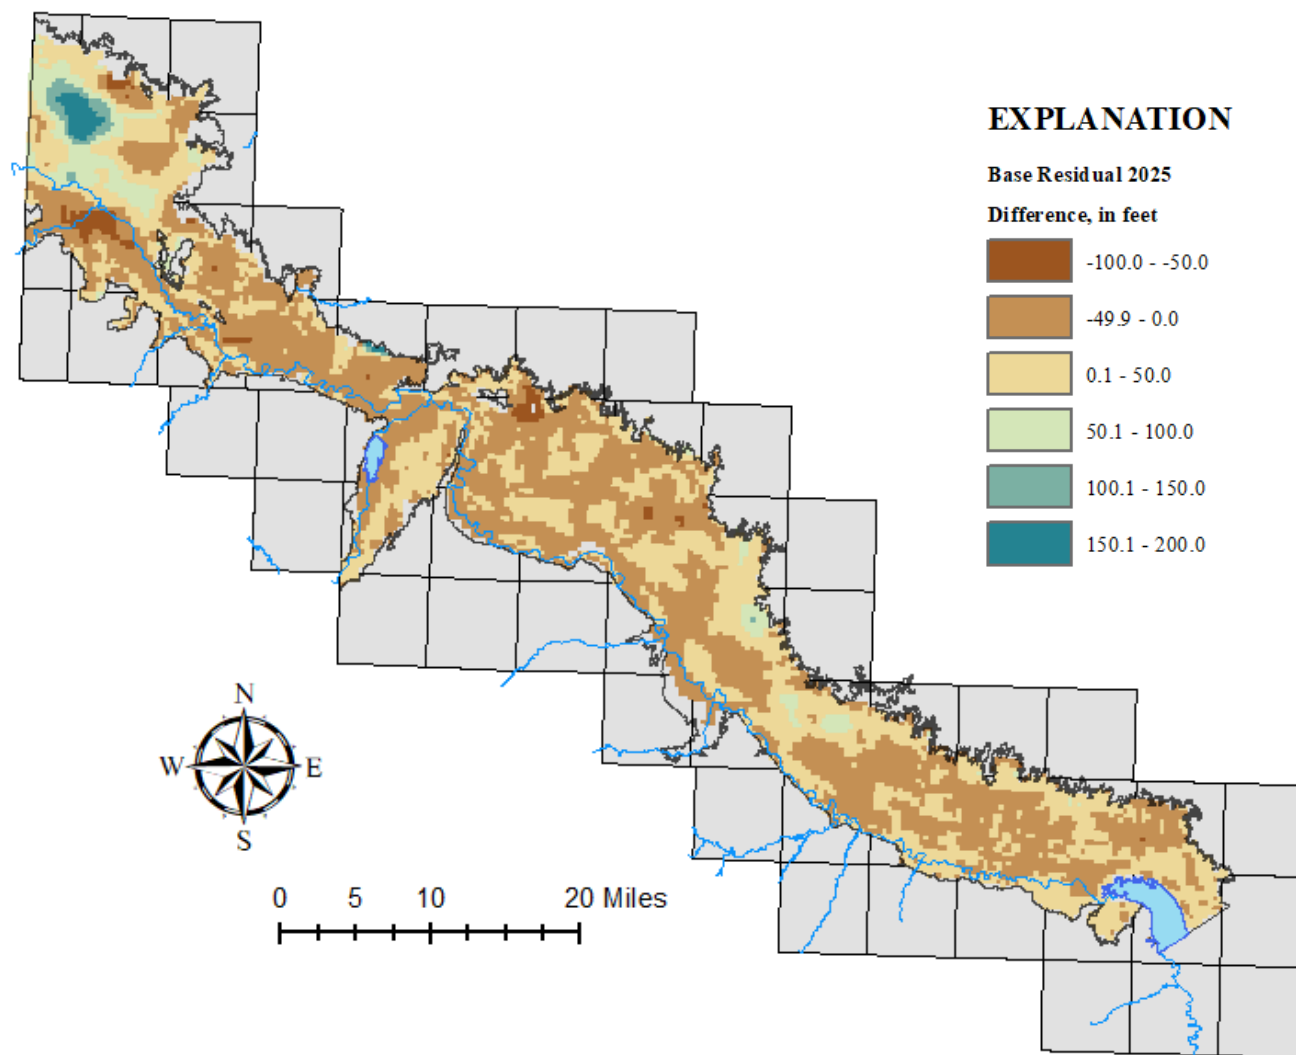 EXPLANATION
Base Residual 2025
Difference, in feet
-100.0 - -50.0
-49.9 - 0.0
0.1 - 50.0
50.1 - 100.0
100.1 - 150.0
150.1 - 200.0
N
W E
S
0 5 10 20 Miles